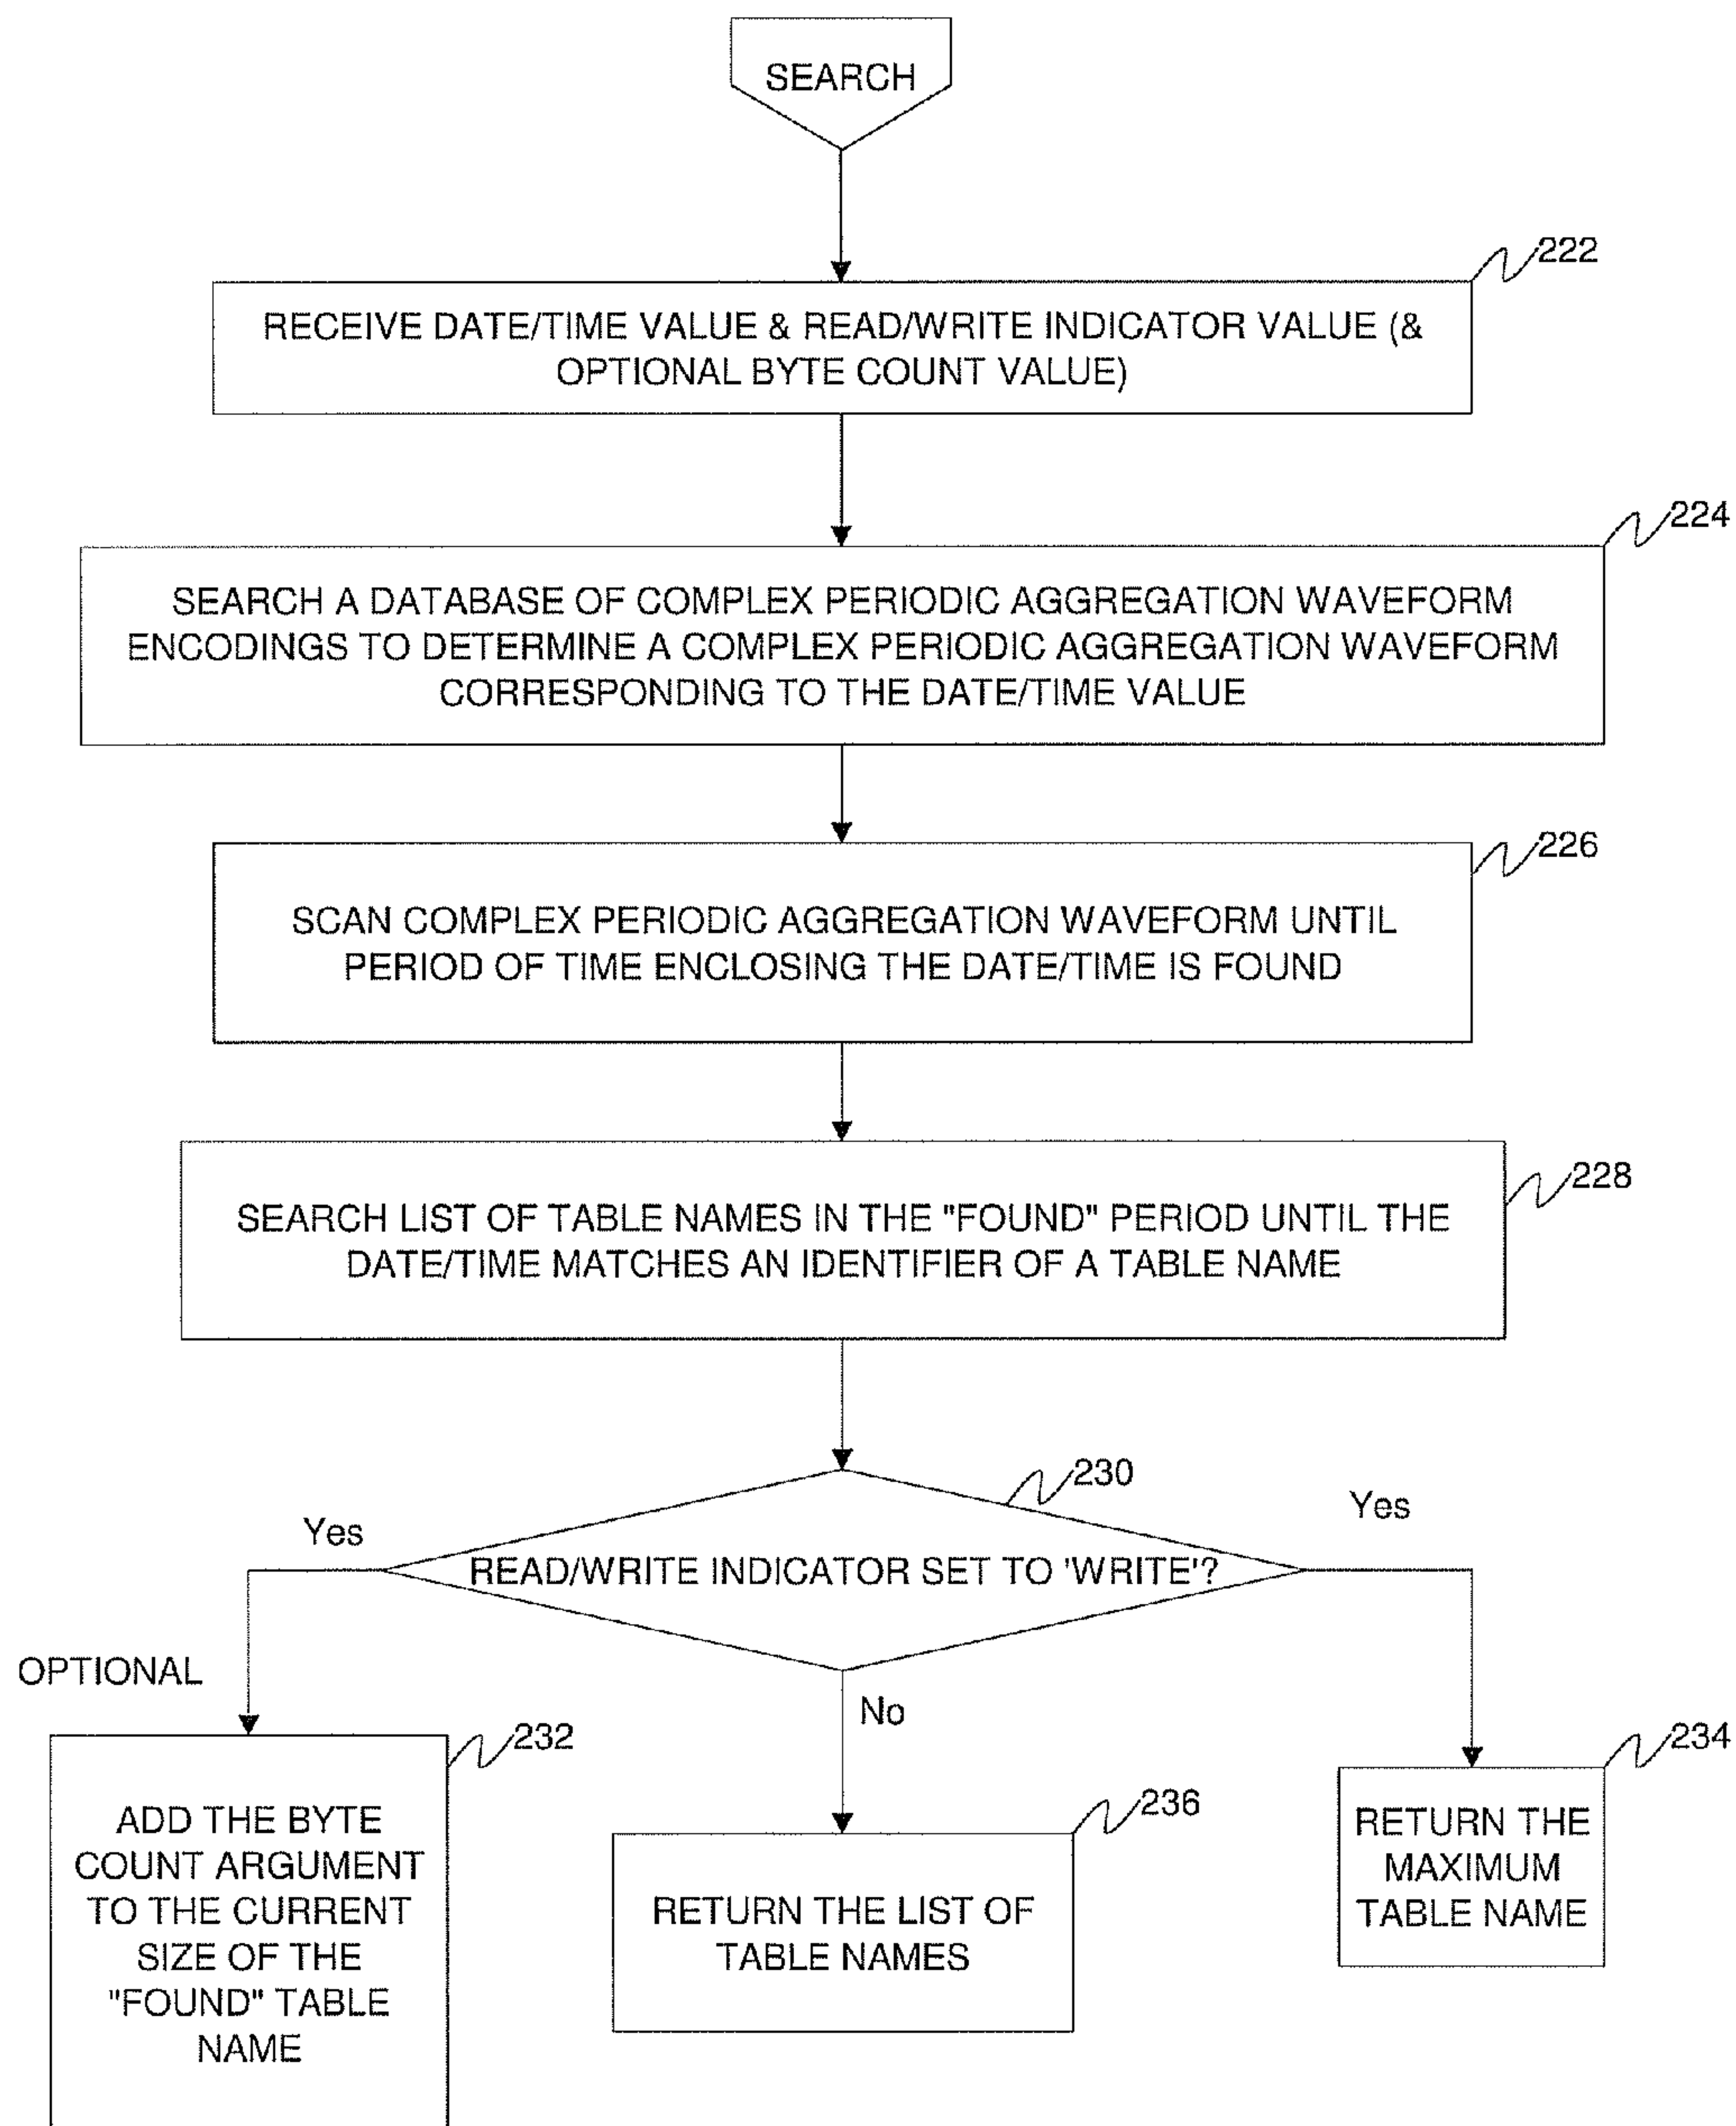 SEARCH
222
RECEIVE DATE/TIME VALUE & READ/WRITE INDICATOR VALUE (&
OPTIONAL BYTE COUNT VALUE)
224
SEARCH A DATABASE OF COMPLEX PERIODIC AGGREGATION WAVEFORM
ENCODINGS TO DETERMINE A COMPLEX PERIODIC AGGREGATION WAVEFORM
CORRESPONDING TO THE DATE/TIME VALUE
226
SCAN COMPLEX PERIODIC AGGREGATION WAVEFORM UNTIL
PERIOD OF TIME ENCLOSING THE DATE/TIME IS FOUND
228
SEARCH LIST OF TABLE NAMES IN THE "FOUND" PERIOD UNTIL THE
DATE/TIME MATCHES AN IDENTIFIER OF A TABLE NAME
230
Yes
Yes
READ/WRITE INDICATOR SET TO 'WRITE'?
OPTIONAL
No
232
ADD THE BYTE
COUNT ARGUMENT
TO THE CURRENT
SIZE OF THE
"FOUND" TABLE
NAME
236
RETURN THE LIST OF
TABLE NAMES
234
RETURN THE
MAXIMUM
TABLE NAME